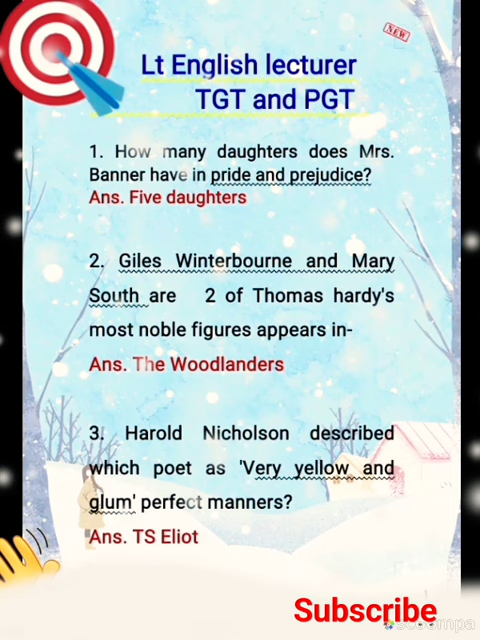 NEW
Lt English lecturer
TGT and PGT
1. How many daughters does Mrs.
Banner have in pride and prejudice?
Ans. Five daughters
2. Giles Winterbourne and Mary
South are 2 of Thomas hardy's
most noble figures appears in-
Ans. The Woodlanders
3. Harold Nicholson described
which poet as 'Very yellow and
glum' perfect manners?
Ans. TS Eliot
Subscribe